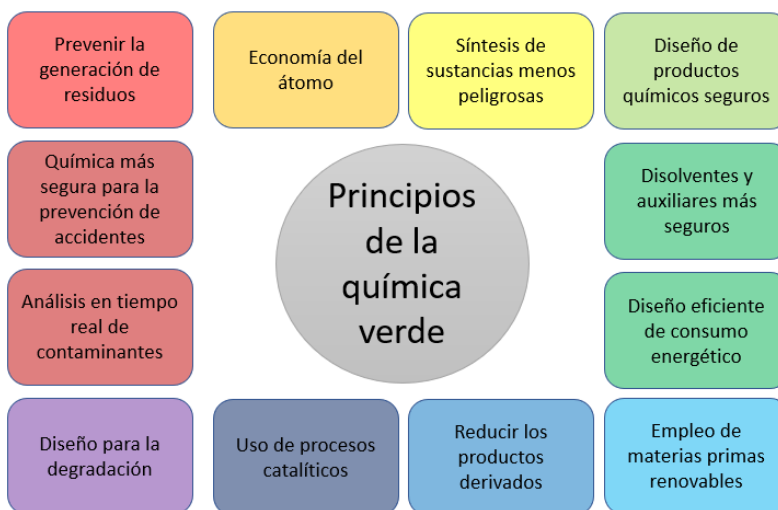 Prevenir la
generación de
residuos
Economía del
átomo
Síntesis de
sustancias menos
peligrosas
Diseño de
productos
químicos seguros
Química más
segura para la
prevención de
accidentes
Principios
de la
química
verde
Disolventes y
auxiliares más
seguros
Análisis en tiempo
real de
contaminantes
Diseño eficiente
de consumo
energético
Diseño para la
degradación
Uso de procesos
catalíticos
Reducir los
productos
derivados
Empleo de
materias primas
renovables